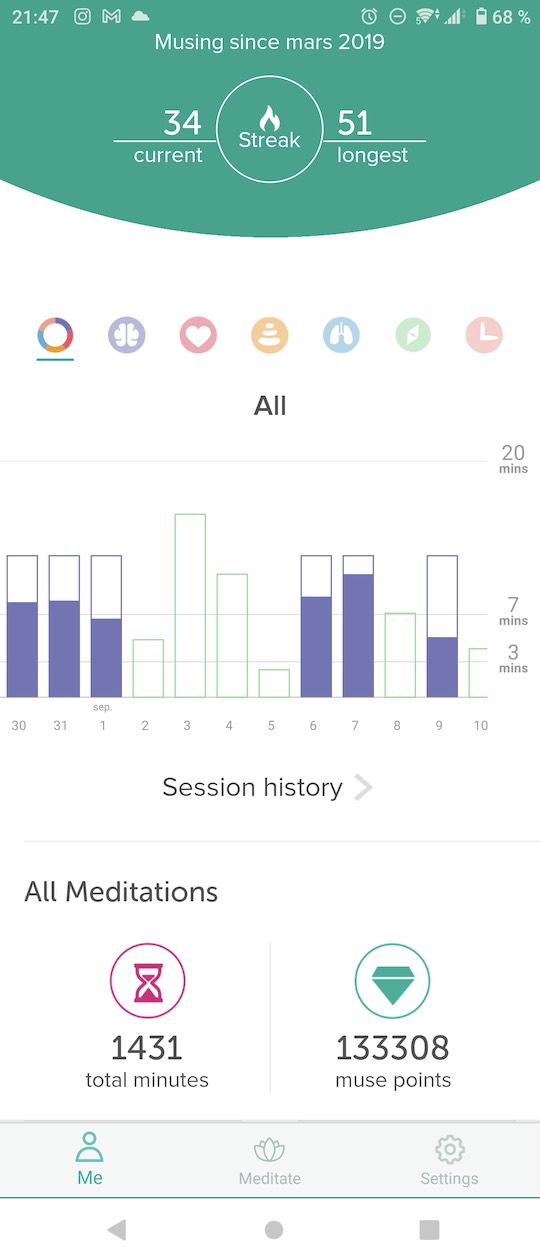 21:47 68 %
Musing since mars 2019
34 Streak 51
current longest
All
20
mins
7
mins
3
mins
sep.
30 31 1 2 3 4 5 6 7 8 9 10
Session history
All Meditations
1431 133308
total minutes muse points
Me Meditate Settings